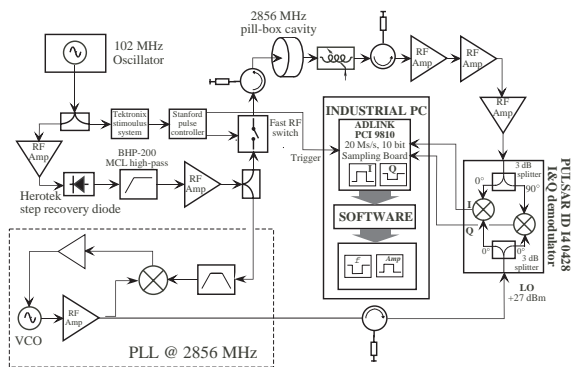 2856 MHz
pill-box cavity
102 MHz
Oscillator
RF
Amp
RF
Amp
RF
Amp
Tektronix
stimoulus
system
Stanford
pulse
controller
Fast RF
switch
Trigger
RF
Amp
BHP-200
MCL high-pass
RF
Amp
Herotek
step recovery diode
INDUSTRIAL PC
ADLINK
PCI 9810
20 Ms/s, 10 bit
Sampling Board
I
Q
SOFTWARE
£
Amp
3 dB
splitter
0°
90°
I
Q
0°
0°
3 dB
splitter
PULSAR ID I4 0428
I&Q demodulator
LO
+27 dBm
VCO
RF
Amp
PLL @ 2856 MHz